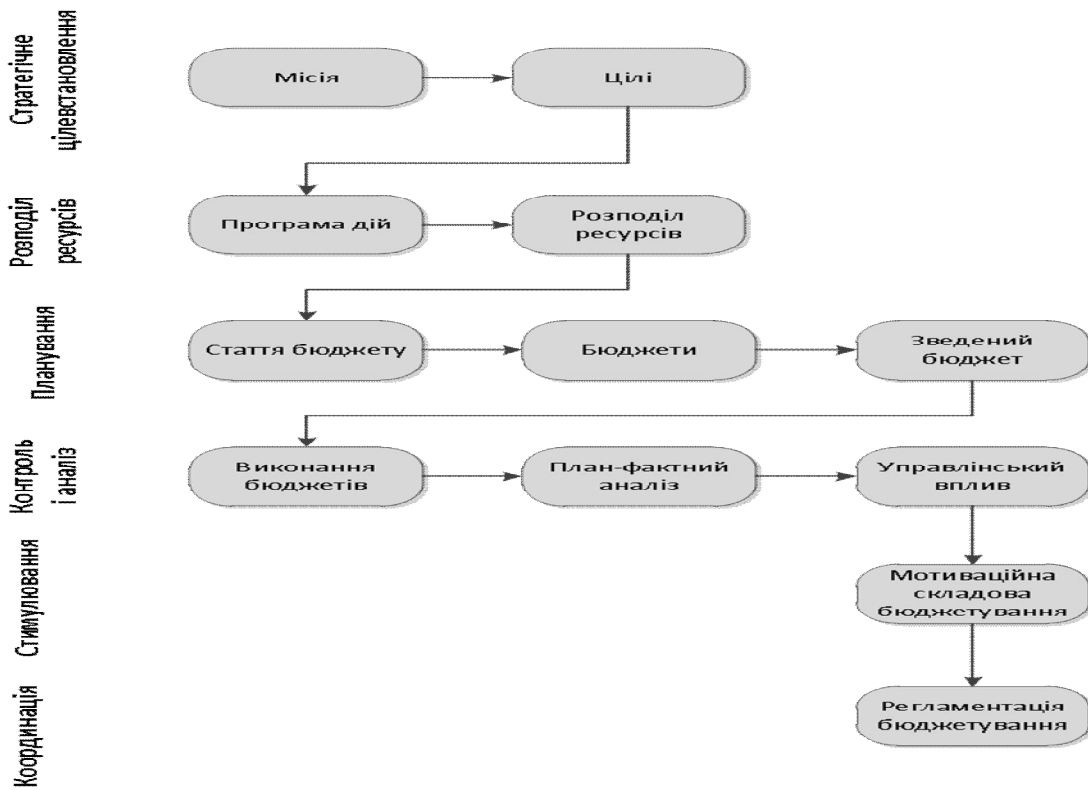 Стратегічне
цілевстановлення
Місія
Цілі
Розподіл
ресурсів
Програма дій
Розподіл
ресурсів
Планування
Стаття бюджету
Бюджети
Зведений
бюджет
Контроль
і аналіз
Виконання
бюджетів
План-фактний
аналіз
Управлінський
вплив
Стимулювання
Мотиваційна
складова
бюджетування
Координація
Регламентація
бюджетування